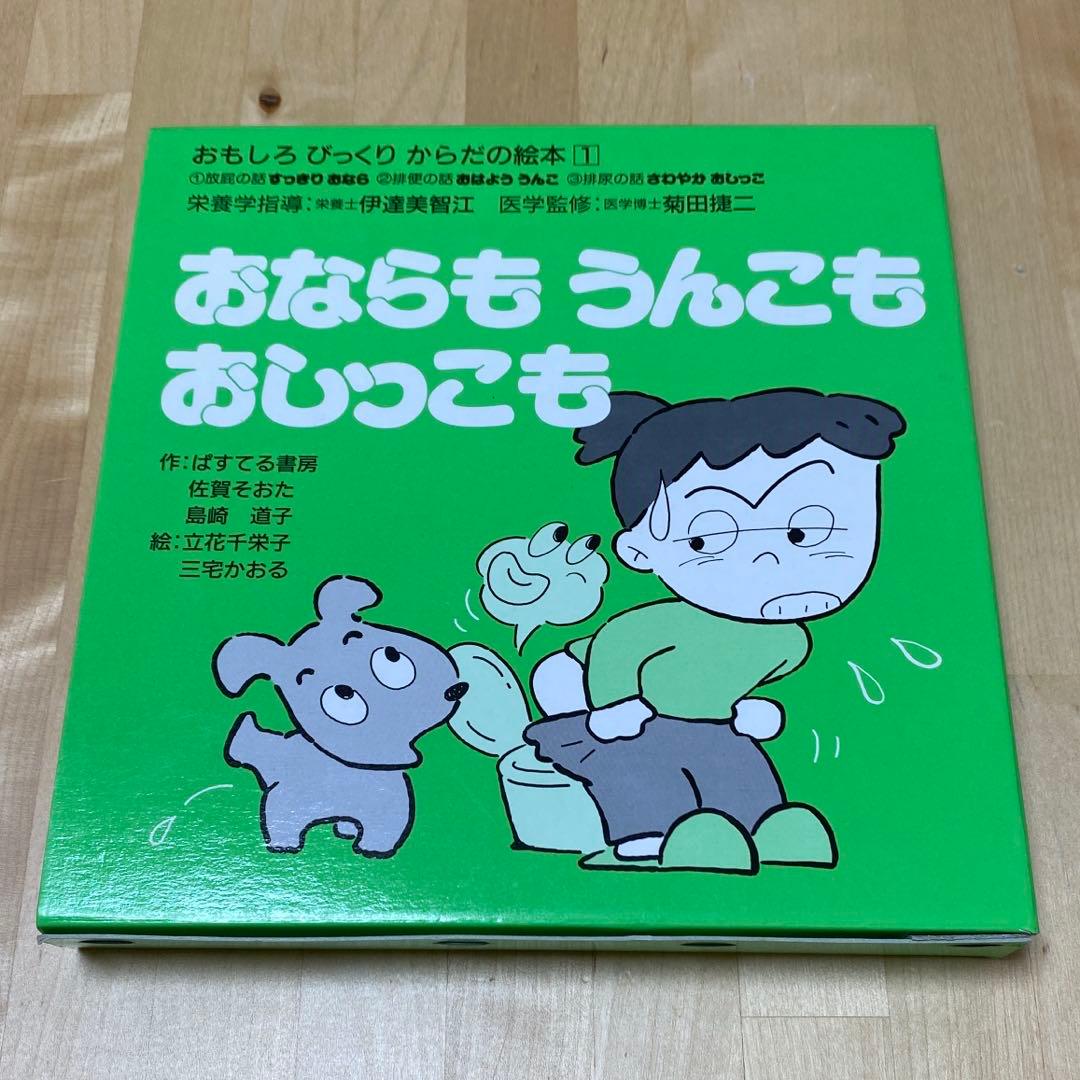 おもしろ びっくり からだの絵本 1
①放屁の話 すっきり おなら ②排便の話 おはよう うんこ ③排尿の話 さわやか おしっこ
栄養学指導：栄養士 伊達美智江 医学監修：医学博士 菊田捷二
おならも うんこも
おしっこも
作：ぱすてる書房
佐賀そおた
島崎 道子
絵：立花千栄子
三宅かおる